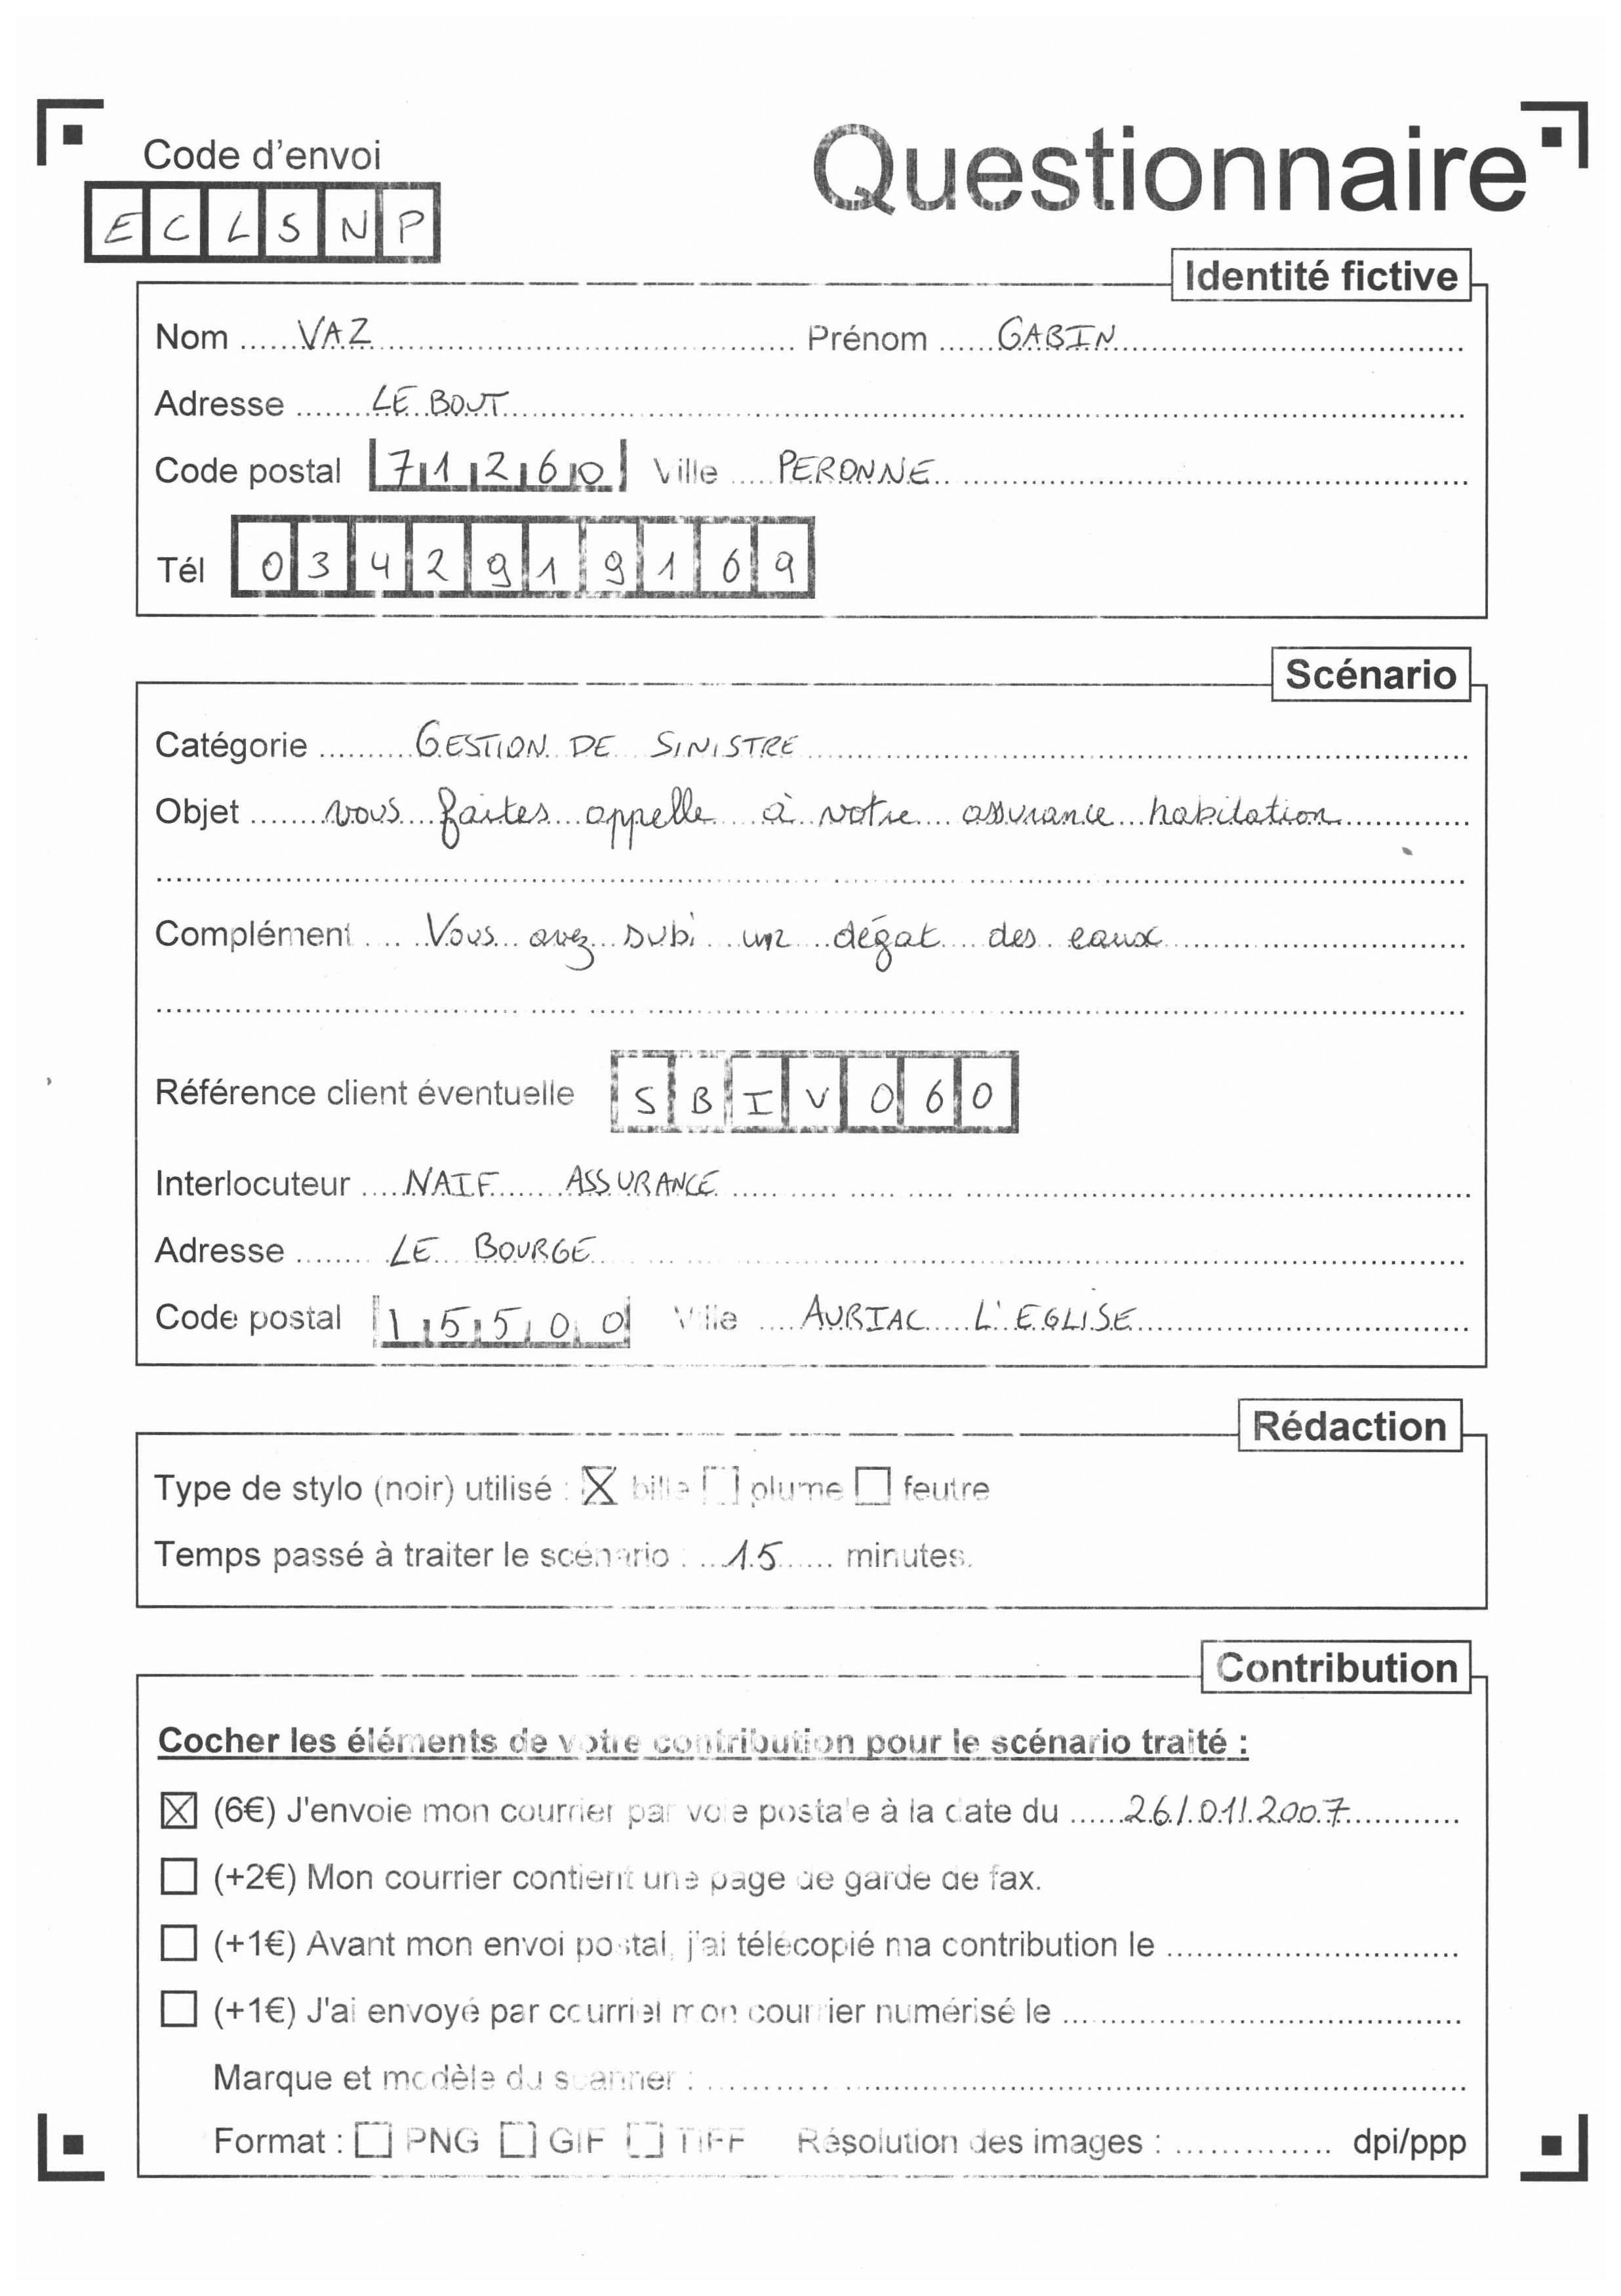 Code d'envoi
Questionnaire
E C L S N P
Identité fictive
Nom ...... VAZ ...... Prénom ...... GABIN ......
Adresse ....... LE BOUT ......
Code postal 71260 Ville ..... PERONNE ......
Tél 0342919169
Scénario
Catégorie .......... GESTION DE SINISTRE ......
Objet ....... vous faites appelle à votre assurance habitation ......
Complément .... Vous avez subi un dégat des eaux ......
Référence client éventuelle SBIV060
Interlocuteur ..... NAIF ASSURANCE ......
Adresse ....... LE BOURGE ......
Code postal 15500 Ville .... AURIAC L'EGLISE ......
Rédaction
Type de stylo (noir) utilisé : ☒ bille ☐ plume ☐ feutre
Temps passé à traiter le scénario : ... 15 ...... minutes.
Contribution
Cocher les éléments de votre contribution pour le scénario traité :
☒ (6€) J'envoie mon courrier par voie postale à la date du ...... 26/01/2007 ......
☐ (+2€) Mon courrier contient une page de garde de fax.
☐ (+1€) Avant mon envoi postal, j'ai télécopié ma contribution le ......
☐ (+1€) J'ai envoyé par courriel mon courrier numérisé le ......
Marque et modèle du scanner : ......
Format : ☐ PNG ☐ GIF ☐ TIFF Résolution des images : ...... dpi/ppp